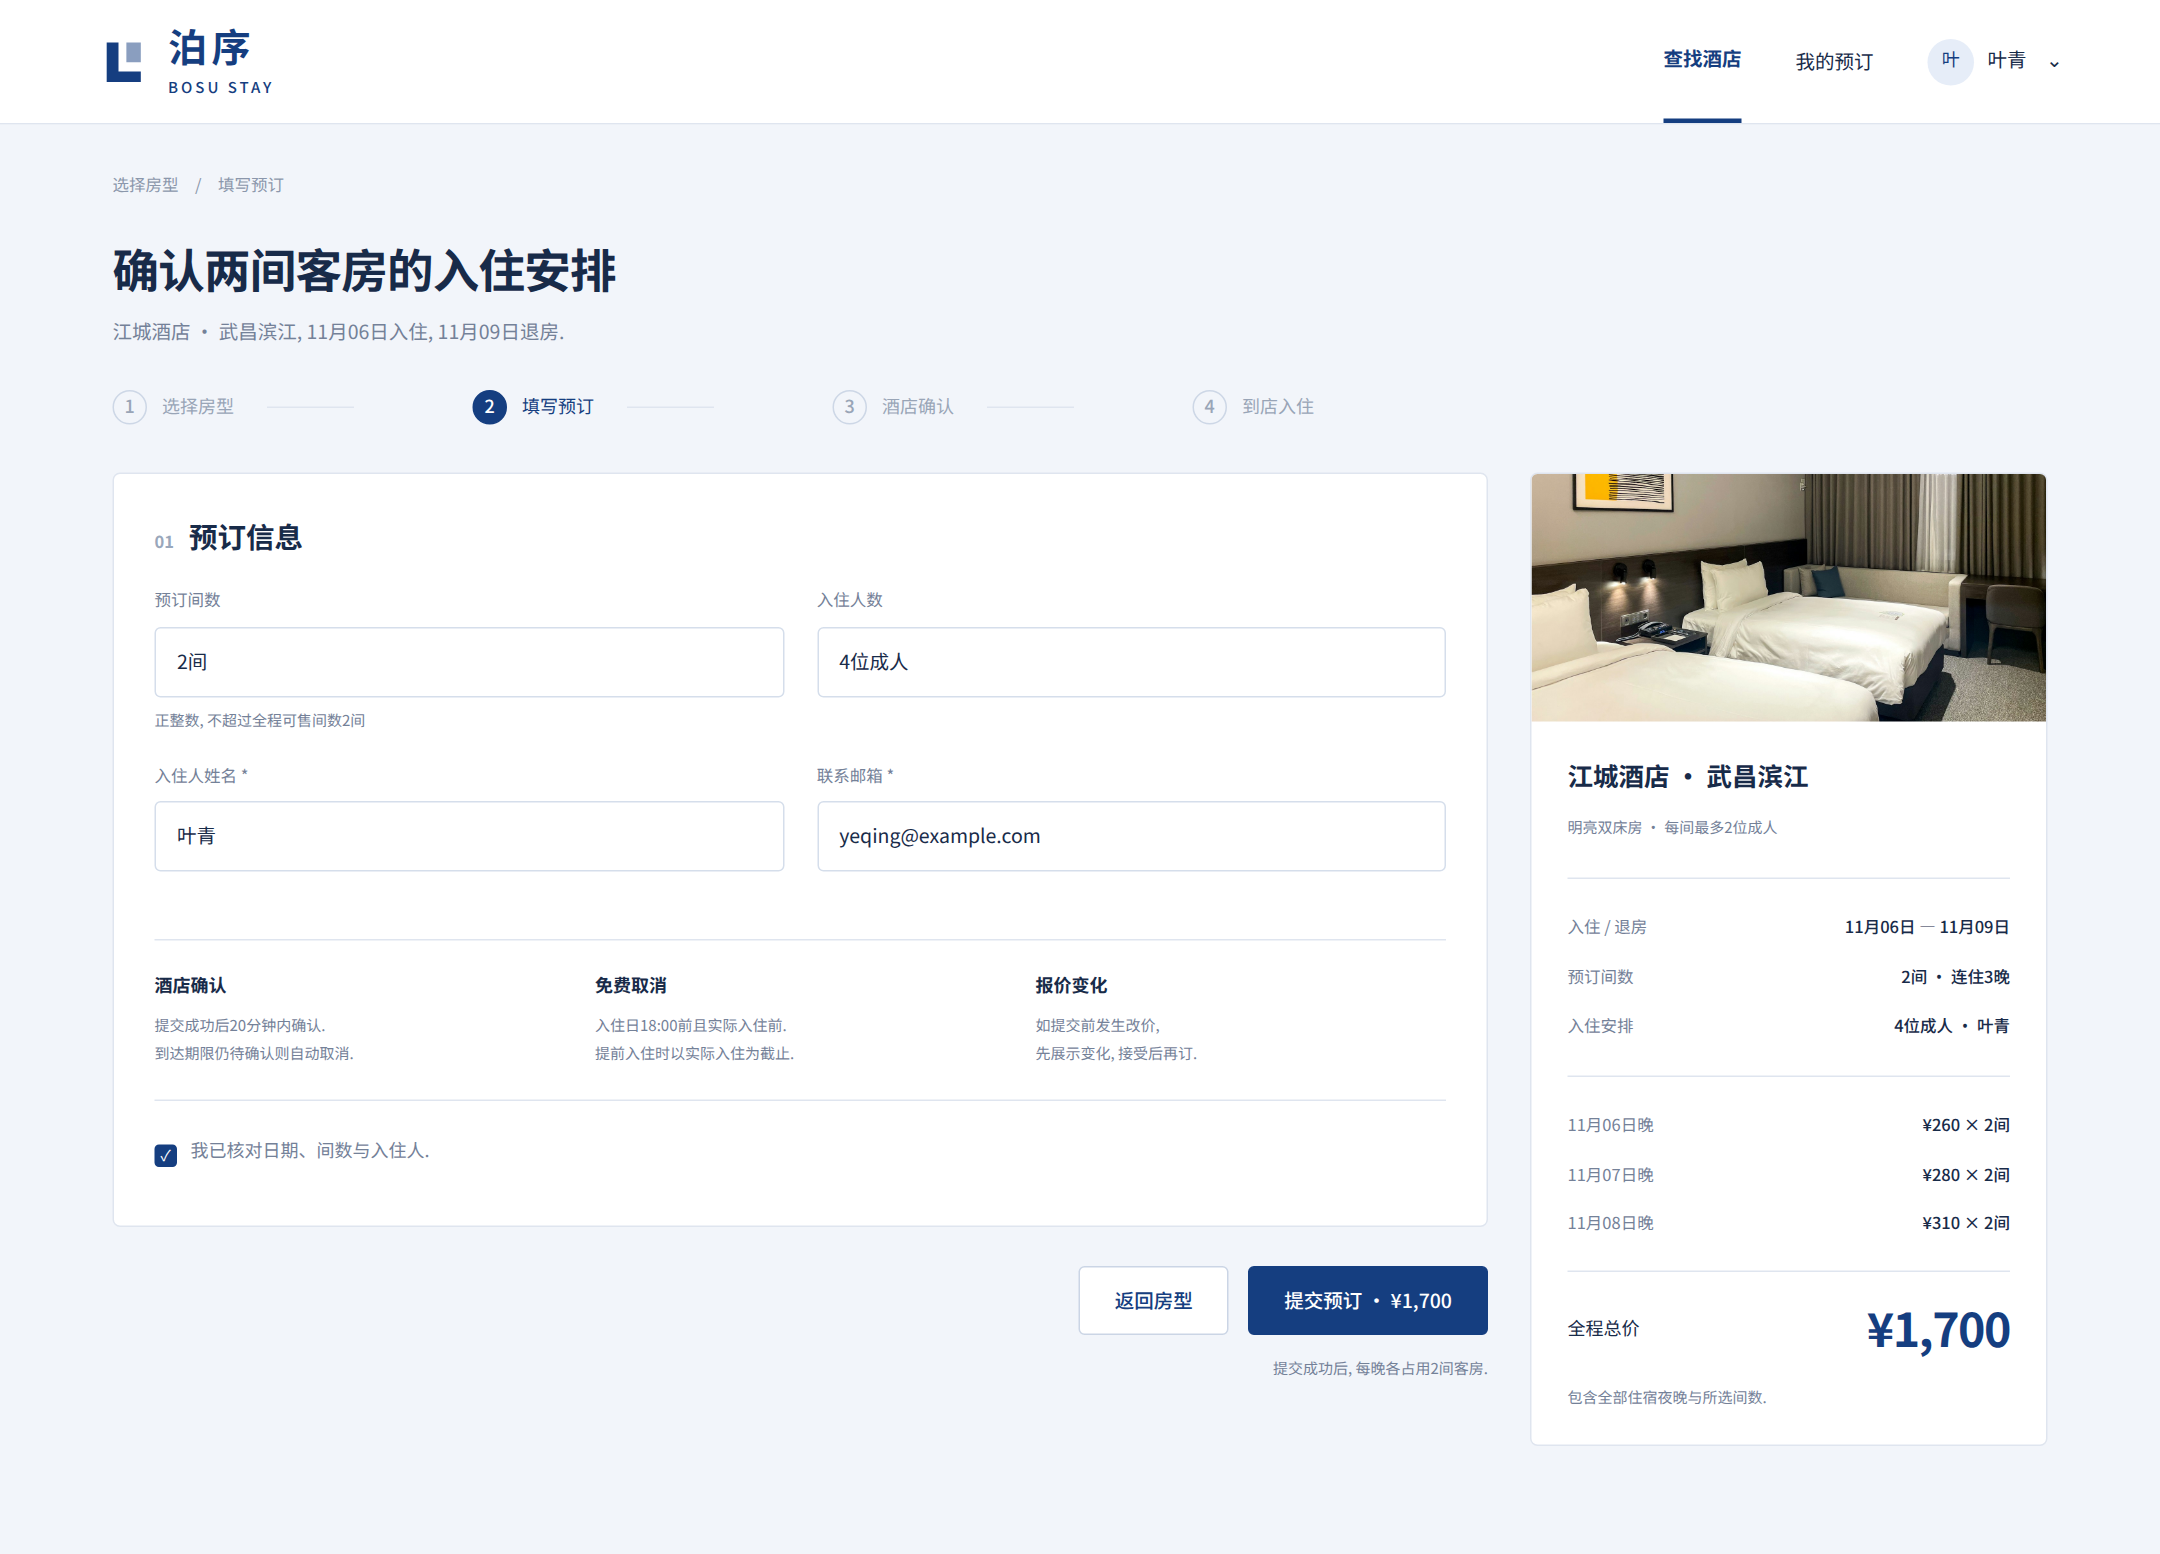 泊序
BOSU STAY
查找酒店
我的预订
叶
叶青
选择房型 / 填写预订
确认两间客房的入住安排
江城酒店 · 武昌滨江, 11月06日入住, 11月09日退房.
1 选择房型
2 填写预订
3 酒店确认
4 到店入住
01 预订信息
预订间数
2间
正整数, 不超过全程可售间数2间
入住人数
4位成人
入住人姓名 *
叶青
联系邮箱 *
yeqing@example.com
酒店确认
提交成功后20分钟内确认.
到达期限仍待确认则自动取消.
免费取消
入住日18:00前且实际入住前.
提前入住时以实际入住为截止.
报价变化
如提交前发生改价,
先展示变化, 接受后再订.
我已核对日期、间数与入住人.
返回房型
提交预订 · ¥1,700
提交成功后, 每晚各占用2间客房.
江城酒店 · 武昌滨江
明亮双床房 · 每间最多2位成人
入住 / 退房 11月06日 — 11月09日
预订间数 2间 · 连住3晚
入住安排 4位成人 · 叶青
11月06日晚 ¥260 × 2间
11月07日晚 ¥280 × 2间
11月08日晚 ¥310 × 2间
全程总价 ¥1,700
包含全部住宿夜晚与所选间数.